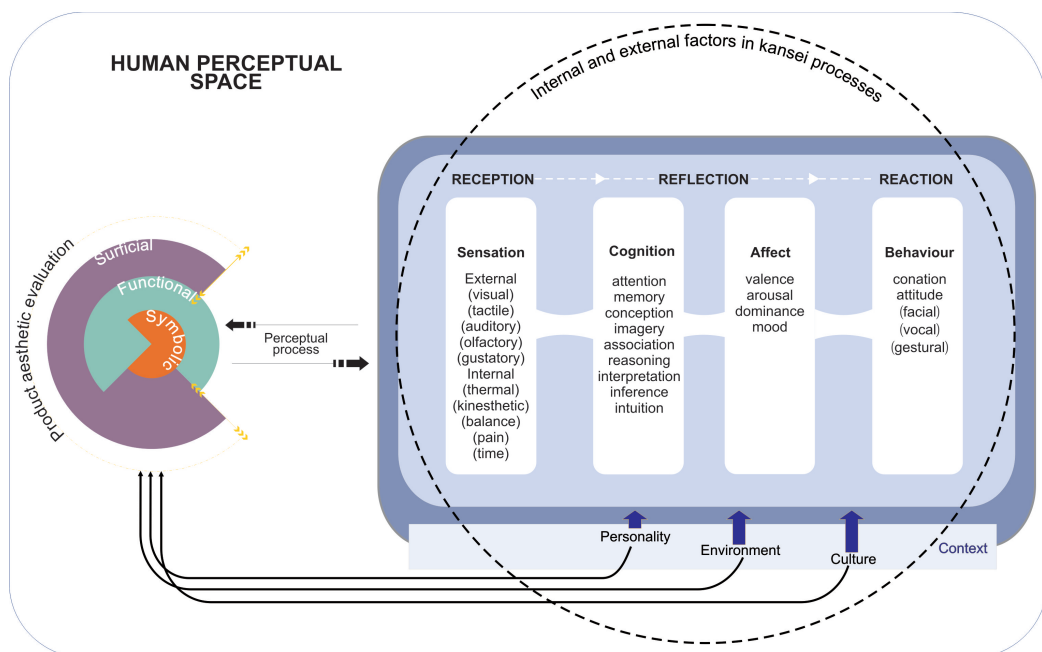 HUMAN PERCEPTUAL
SPACE
Internal and external factors in kansei processes
Product aesthetic evaluation
Surficial
Functional
Symbolic
Perceptual
process
RECEPTION
REFLECTION
REACTION
Sensation
External
(visual)
(tactile)
(auditory)
(olfactory)
(gustatory)
Internal
(thermal)
(kinesthetic)
(balance)
(pain)
(time)
Cognition
attention
memory
conception
imagery
association
reasoning
interpretation
inference
intuition
Affect
valence
arousal
dominance
mood
Behaviour
conation
attitude
(facial)
(vocal)
(gestural)
Personality
Environment
Culture
Context